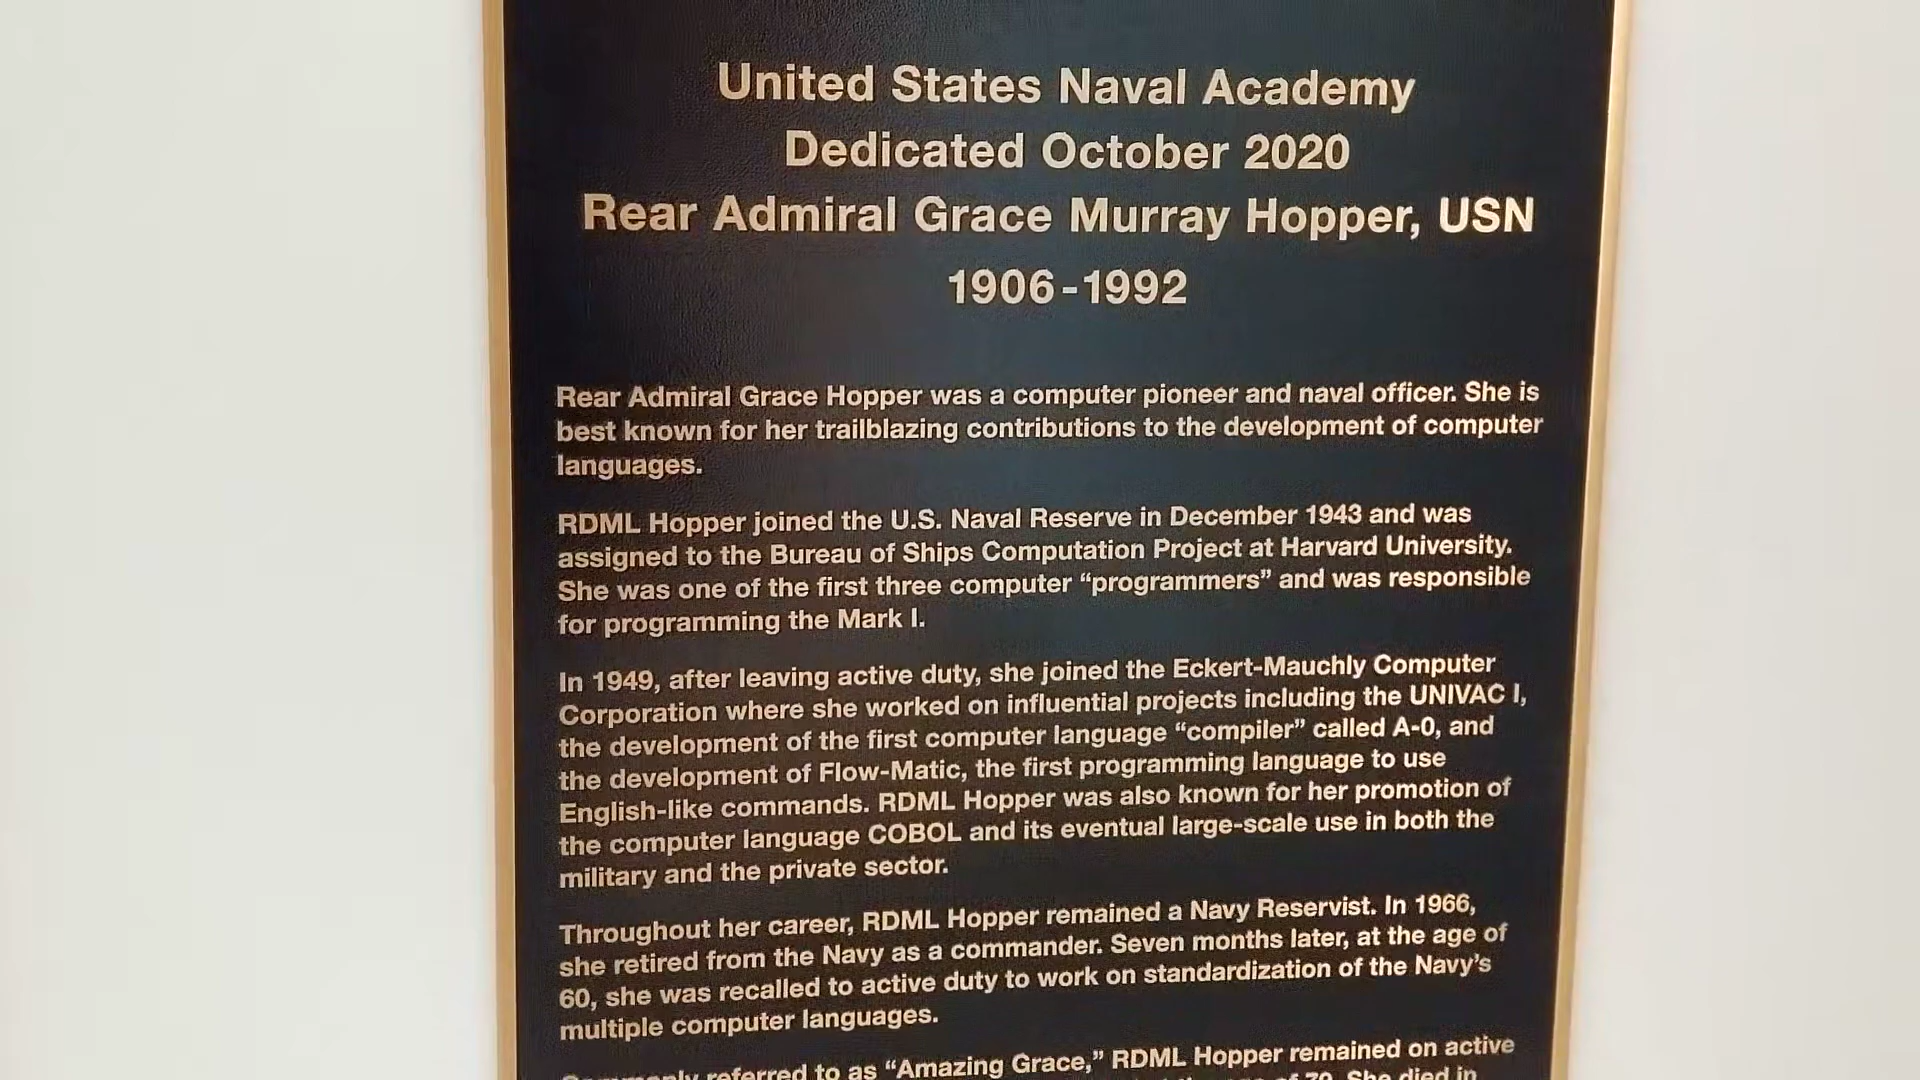 United States Naval Academy
Dedicated October 2020
Rear Admiral Grace Murray Hopper, USN
1906-1992
Rear Admiral Grace Hopper was a computer pioneer and naval officer. She is
best known for her trailblazing contributions to the development of computer
languages.
RDML Hopper joined the U.S. Naval Reserve in December 1943 and was
assigned to the Bureau of Ships Computation Project at Harvard University.
She was one of the first three computer “programmers” and was responsible
for programming the Mark I.
In 1949, after leaving active duty, she joined the Eckert-Mauchly Computer
Corporation where she worked on influential projects including the UNIVAC I,
the development of the first computer language “compiler” called A-0, and
the development of Flow-Matic, the first programming language to use
English-like commands. RDML Hopper was also known for her promotion of
the computer language COBOL and its eventual large-scale use in both the
military and the private sector.
Throughout her career, RDML Hopper remained a Navy Reservist. In 1966,
she retired from the Navy as a commander. Seven months later, at the age of
60, she was recalled to active duty to work on standardization of the Navy’s
multiple computer languages.
Commonly referred to as “Amazing Grace,” RDML Hopper remained on active
of 79. She died in